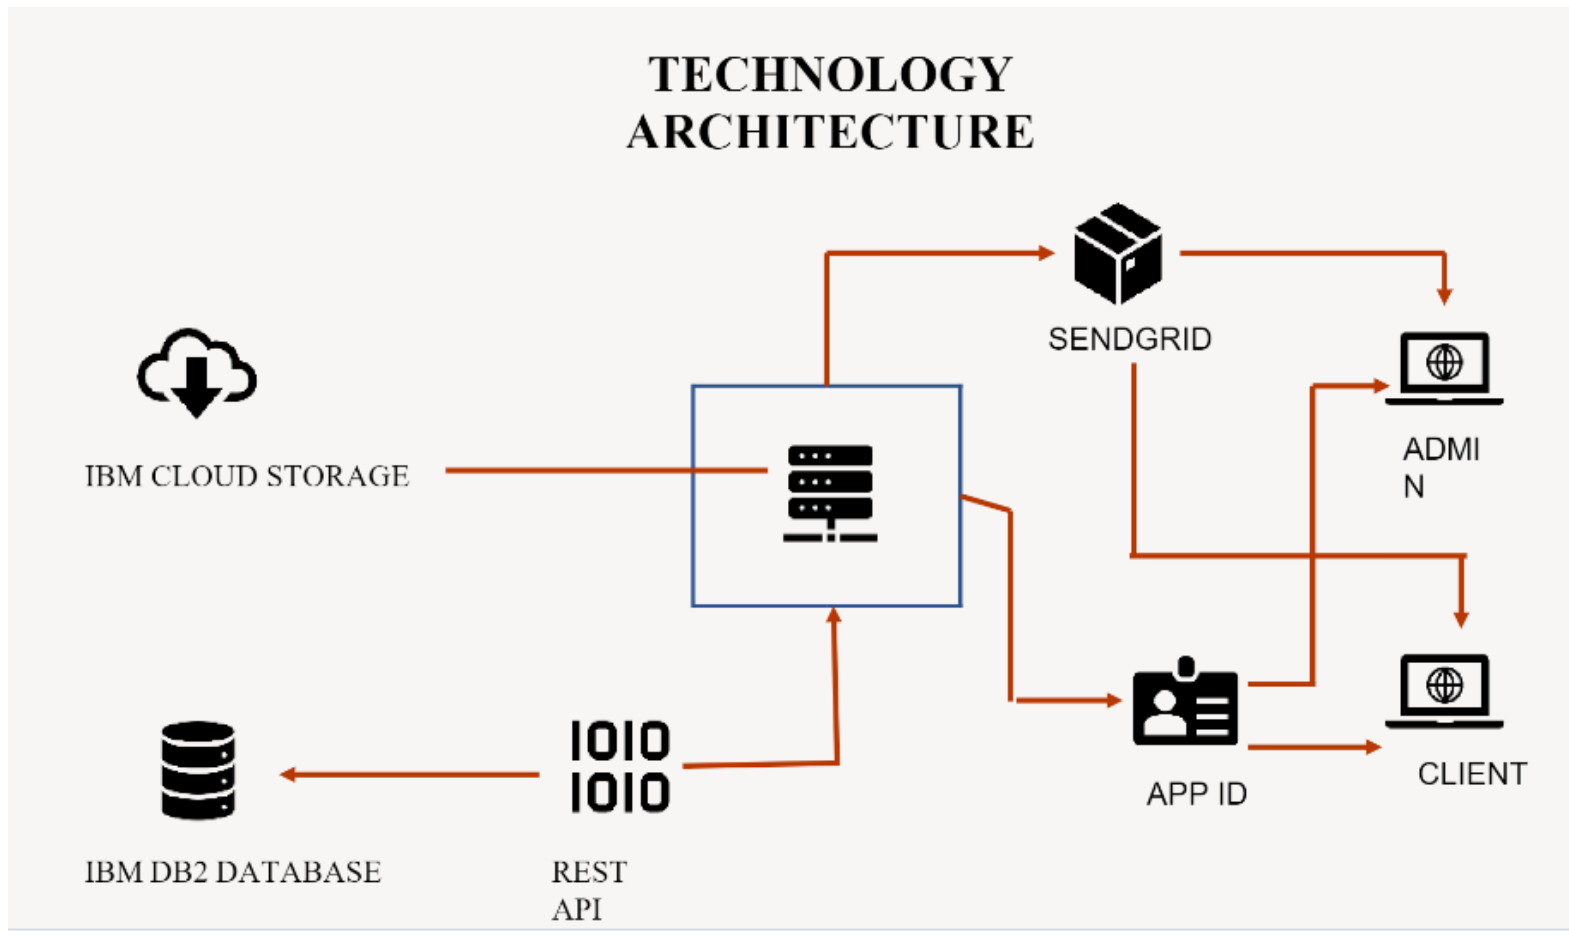 TECHNOLOGY
ARCHITECTURE
SENDGRID
IBM CLOUD STORAGE
ADMI
N
1010
1010
APP ID
CLIENT
IBM DB2 DATABASE
REST
API